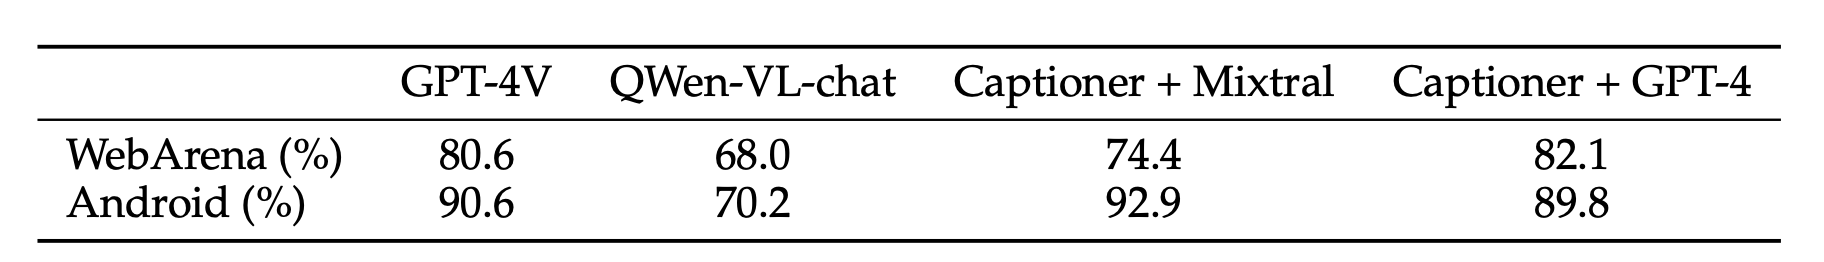 GPT-4V QWen-VL-chat Captioner + Mixtral Captioner + GPT-4
WebArena (%) 80.6 68.0 74.4 82.1
Android (%) 90.6 70.2 92.9 89.8